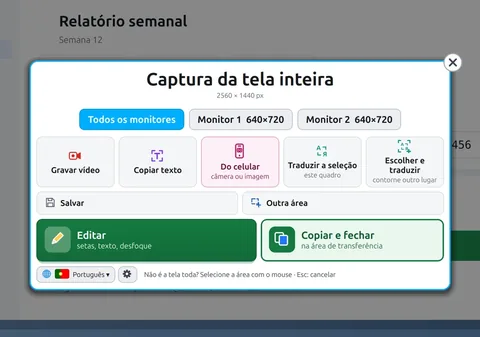 Relatório semanal
Semana 12
Captura da tela inteira
2560 × 1440 px
Todos os monitores
Monitor 1 640×720
Monitor 2 640×720
456
Gravar vídeo
Copiar texto
Do celular
câmera ou imagem
Traduzir a seleção
este quadro
Escolher e traduzir
contorne outro lugar
Salvar
Outra área
Editar
setas, texto, desfoque
Copiar e fechar
na área de transferência
Português ▾
Não é a tela toda? Selecione a área com o mouse · Esc: cancelar